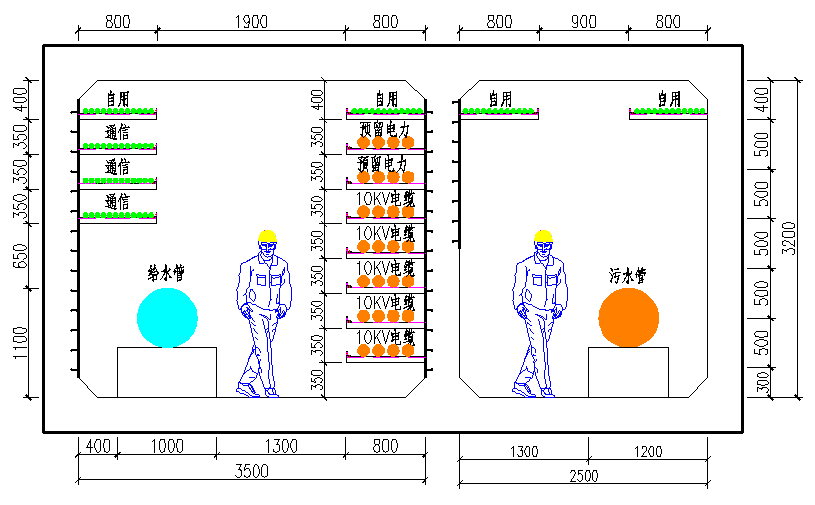 800 1900 800 800 900 800
400 自用 400 自用 自用 自用 400
350 通信 350 预留电力 500
350 通信 350 预留电力 500
350 通信 350 10KV电缆 500
650 350 10KV电缆 3200
给水管 350 10KV电缆 污水管 500
350 10KV电缆
1100 350 10KV电缆 500
350 300
400 1000 1300 800 1300 1200
3500 2500